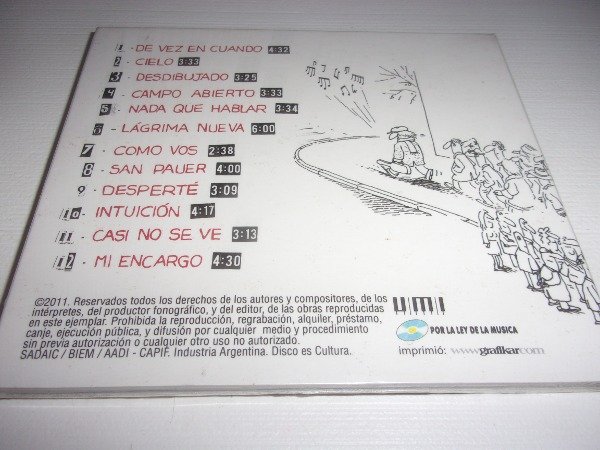 1 - DE VEZ EN CUANDO 4:32
2 - CIELO 3:33
3 - DESDIBUJADO 3:25
4 - CAMPO ABIERTO 3:33
5 - NADA QUE HABLAR 3:34
6 - LÁGRIMA NUEVA 6:00
7 - COMO VOS 2:38
8 - SAN PAUER 4:00
9 - DESPERTÉ 3:09
10 - INTUICIÓN 4:17
11 - CASI NO SE VE 3:13
12 - MI ENCARGO 4:30
©2011. Reservados todos los derechos de los autores y compositores, de los
intérpretes, del productor fonográfico, y del editor, de las obras reproducidas
en este ejemplar. Prohibida la reproducción, regrabación, alquiler, préstamo,
canje, ejecución pública, y difusión por cualquier medio y procedimiento
sin previa autorización o cualquier otro uso no autorizado.
SADAIC / BIEM / AADI - CAPIF. Industria Argentina. Disco es Cultura.
UMI
POR LA LEY DE LA MUSICA
imprimió: www.grafikar.com